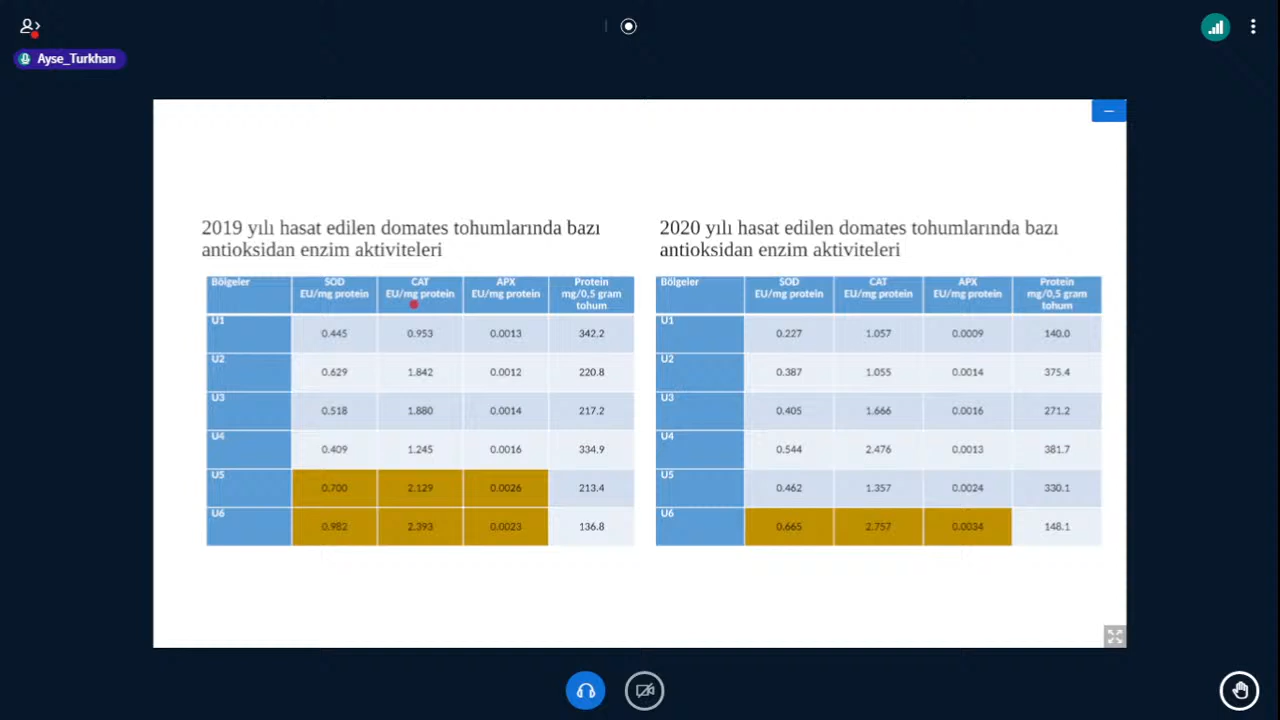 Ayse_Turkhan
2019 yılı hasat edilen domates tohumlarında bazı
antioksidan enzim aktiviteleri
Bölgeler SOD EU/mg protein CAT EU/mg protein APX EU/mg protein Protein mg/0,5 gram tohum
U1 0.445 0.953 0.0013 342.2
U2 0.629 1.842 0.0012 220.8
U3 0.518 1.880 0.0014 217.2
U4 0.409 1.245 0.0016 334.9
U5 0.700 2.129 0.0026 213.4
U6 0.982 2.393 0.0023 136.8
2020 yılı hasat edilen domates tohumlarında bazı
antioksidan enzim aktiviteleri
Bölgeler SOD EU/mg protein CAT EU/mg protein APX EU/mg protein Protein mg/0,5 gram tohum
U1 0.227 1.057 0.0009 140.0
U2 0.387 1.055 0.0014 375.4
U3 0.405 1.666 0.0016 271.2
U4 0.544 2.476 0.0013 381.7
U5 0.462 1.357 0.0024 330.1
U6 0.665 2.757 0.0034 148.1